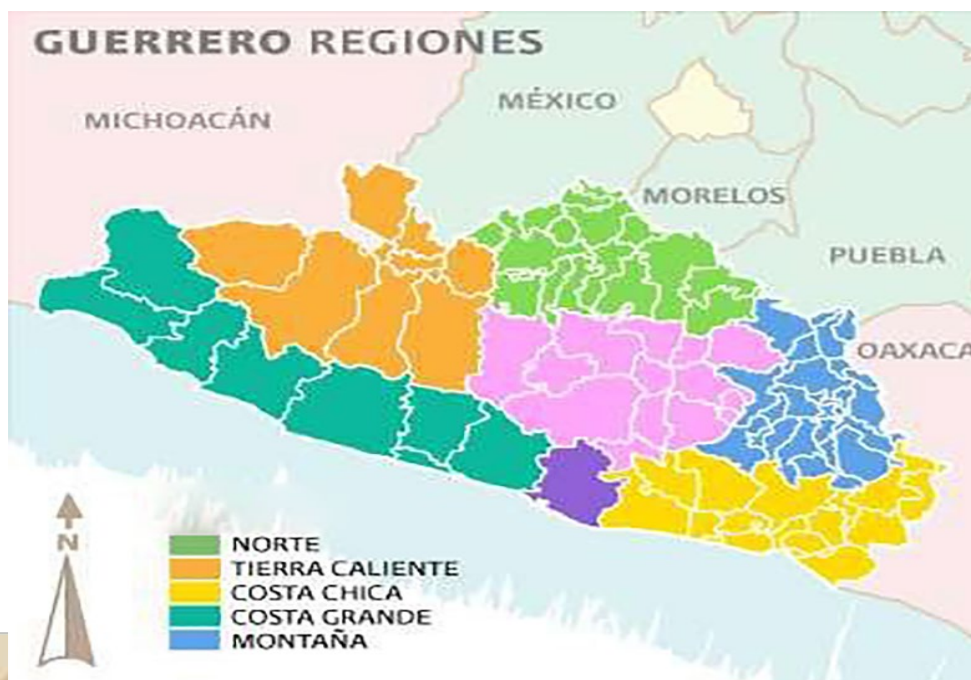 GUERRERO REGIONES
MICHOACÁN
MÉXICO
MORELOS
PUEBLA
OAXACA
N
NORTE
TIERRA CALIENTE
COSTA CHICA
COSTA GRANDE
MONTAÑA